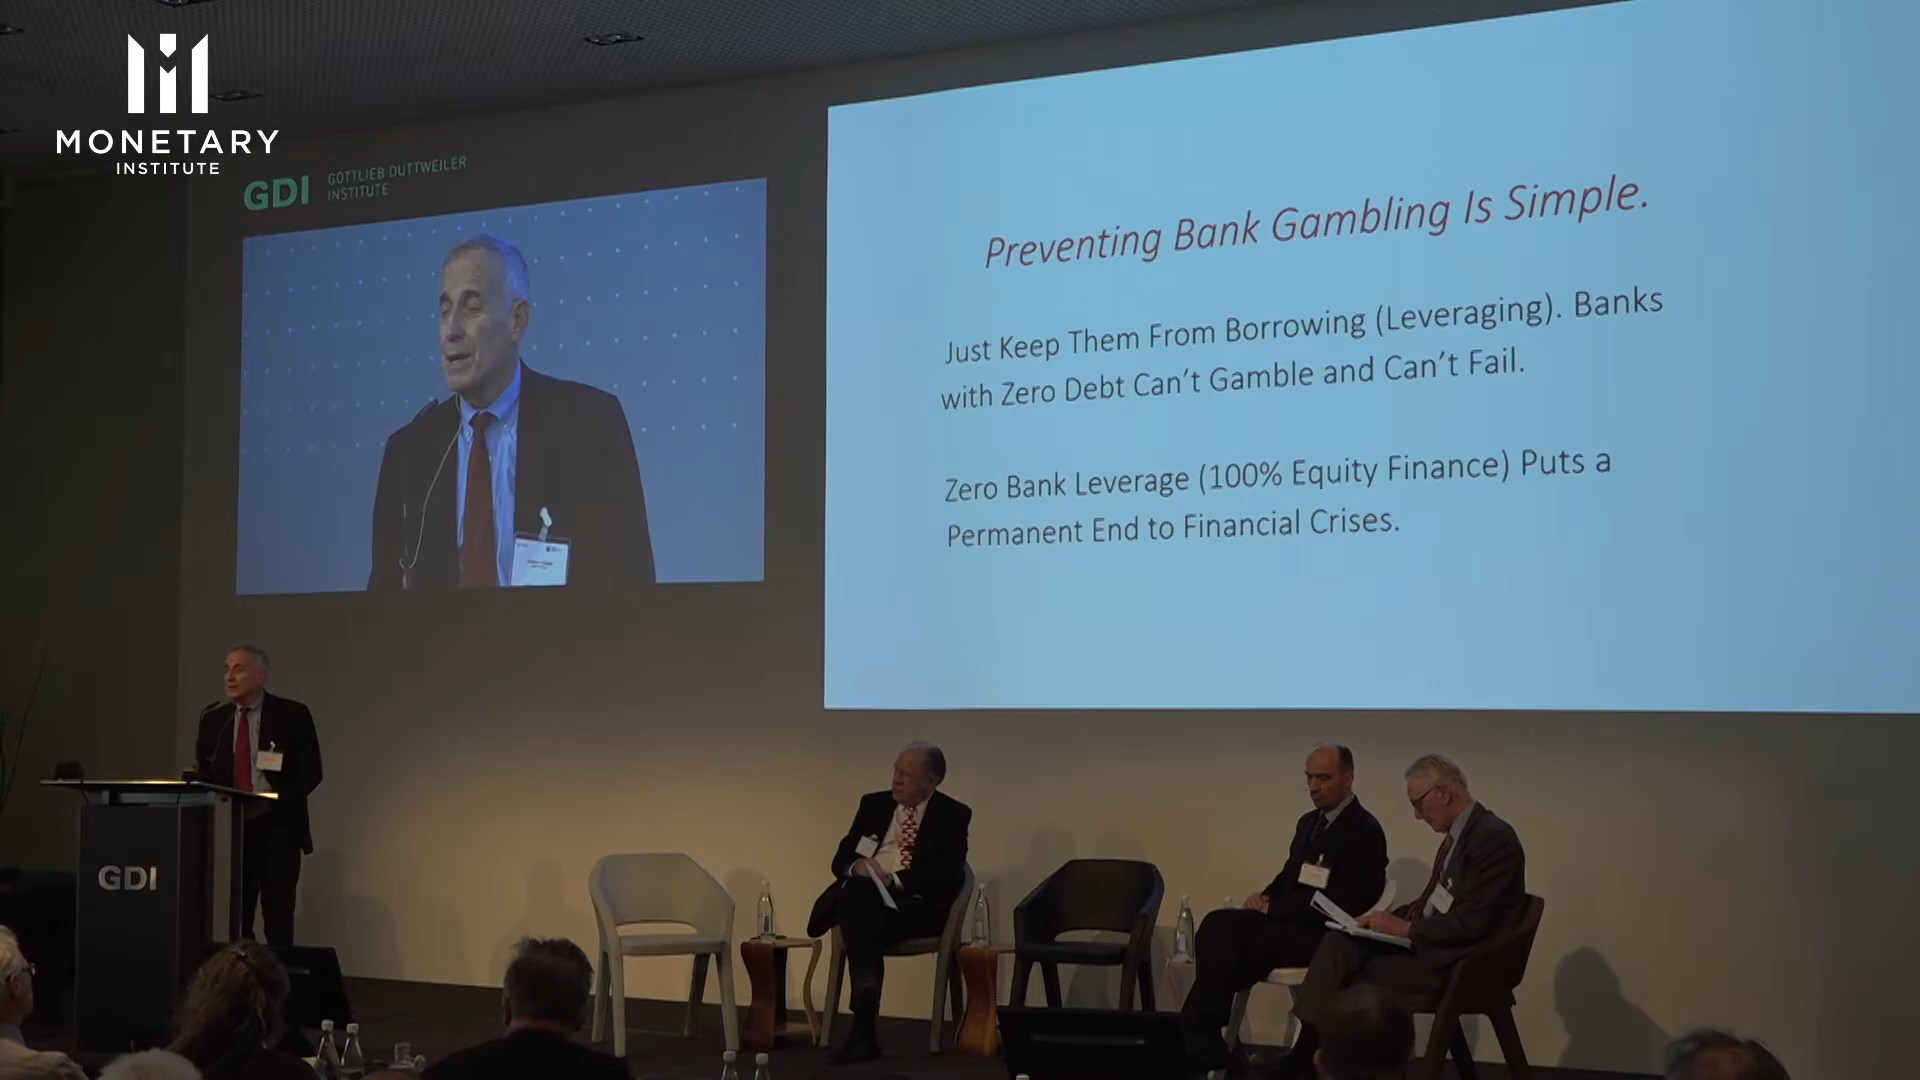 MONETARY
INSTITUTE
GDI
GOTTLIEB DUTTWEILER
INSTITUTE
Preventing Bank Gambling Is Simple.
Just Keep Them From Borrowing (Leveraging). Banks
with Zero Debt Can't Gamble and Can't Fail.
Zero Bank Leverage (100% Equity Finance) Puts a
Permanent End to Financial Crises.
GDI